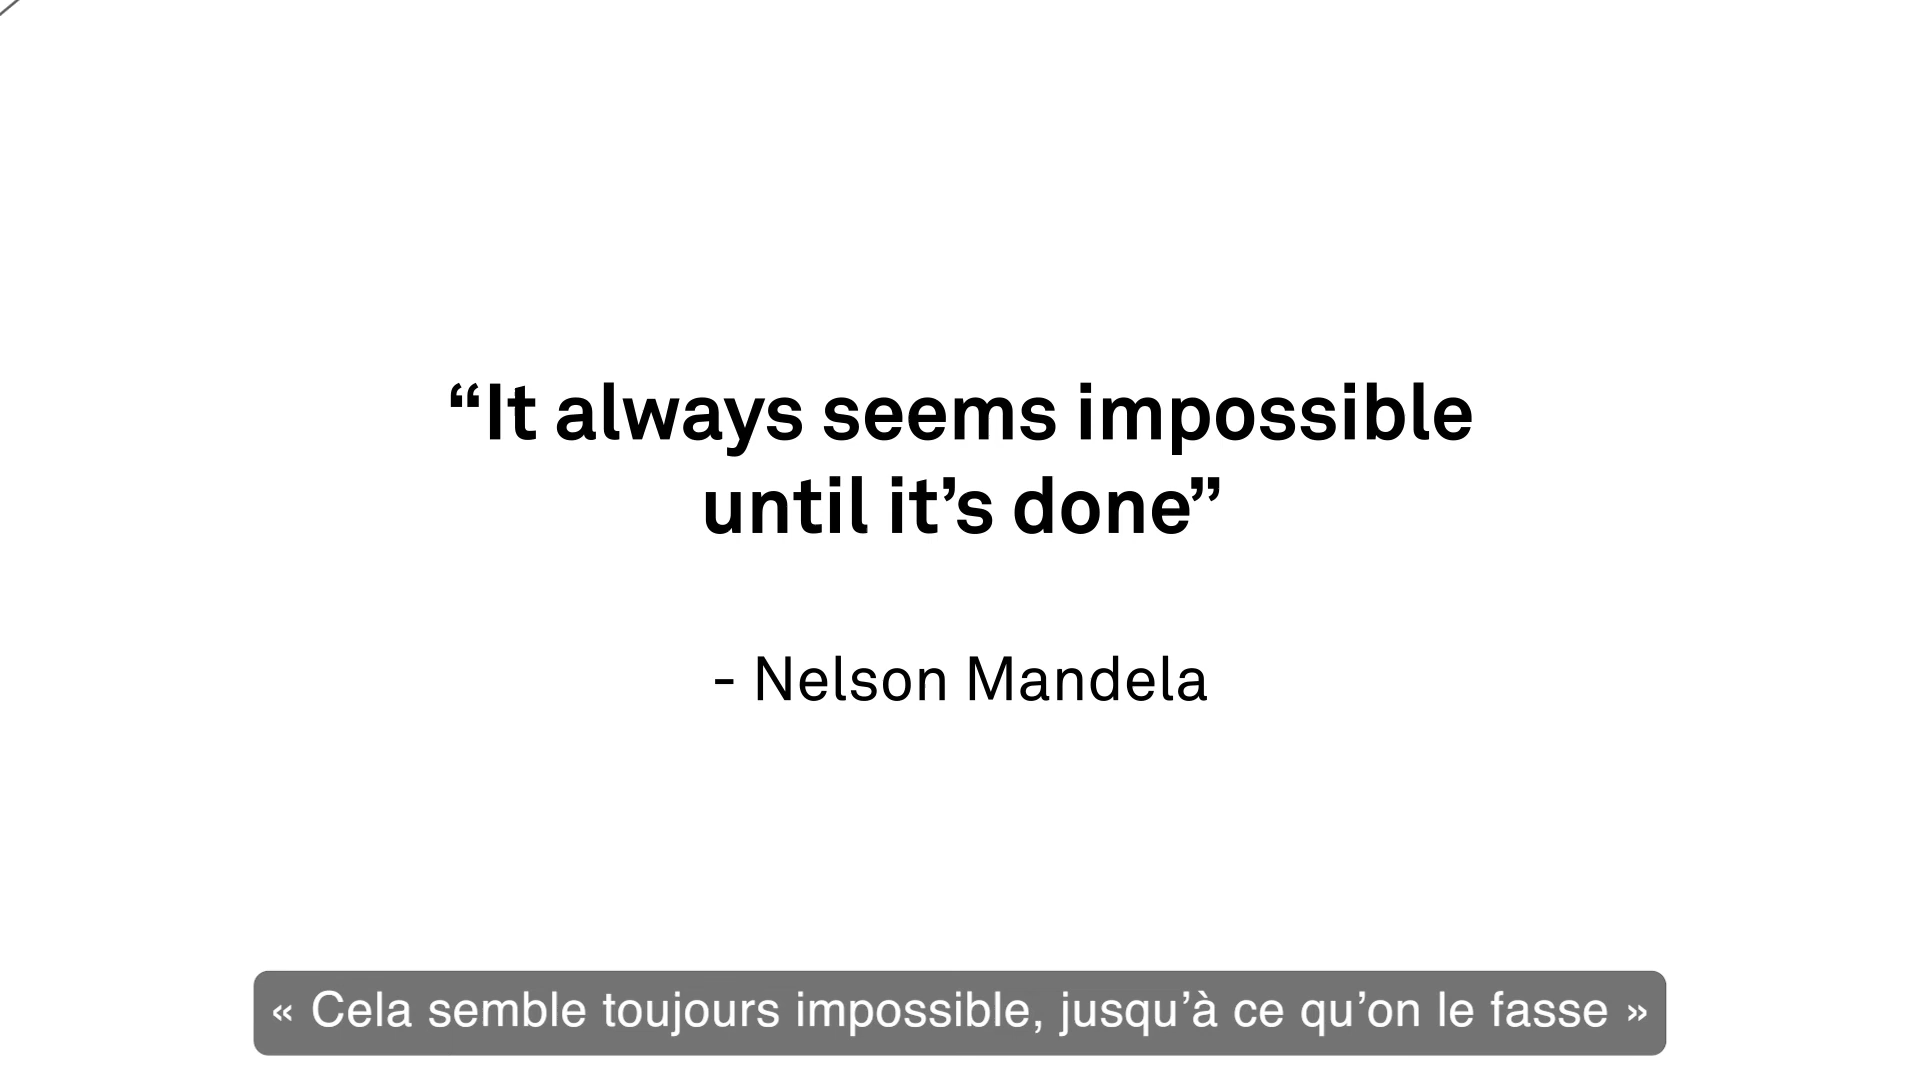 “It always seems impossible
until it’s done”
- Nelson Mandela
« Cela semble toujours impossible, jusqu’à ce qu’on le fasse »